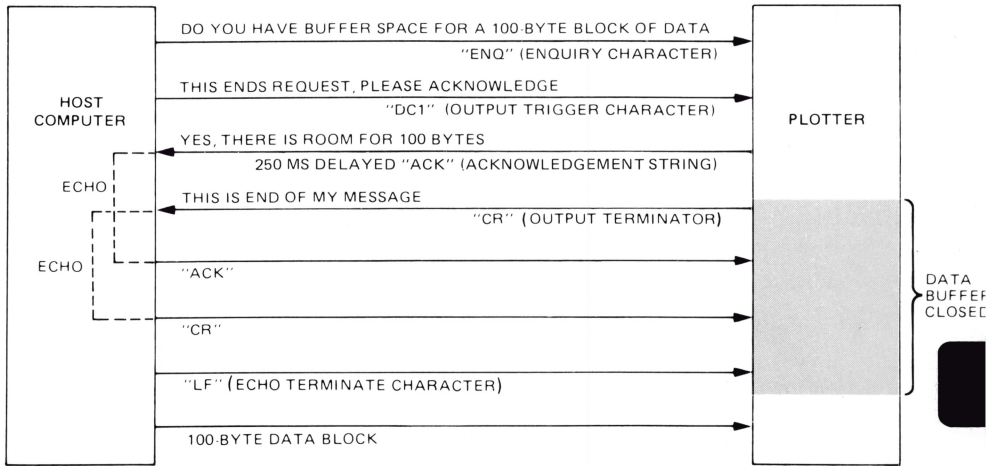 DO YOU HAVE BUFFER SPACE FOR A 100-BYTE BLOCK OF DATA
"ENQ" (ENQUIRY CHARACTER)
THIS ENDS REQUEST, PLEASE ACKNOWLEDGE
"DC1" (OUTPUT TRIGGER CHARACTER)
HOST
COMPUTER
PLOTTER
YES, THERE IS ROOM FOR 100 BYTES
250 MS DELAYED "ACK" (ACKNOWLEDGEMENT STRING)
ECHO
THIS IS END OF MY MESSAGE
"CR" (OUTPUT TERMINATOR)
ECHO
"ACK"
DATA
BUFFER
CLOSED
"CR"
"LF" (ECHO TERMINATE CHARACTER)
100-BYTE DATA BLOCK